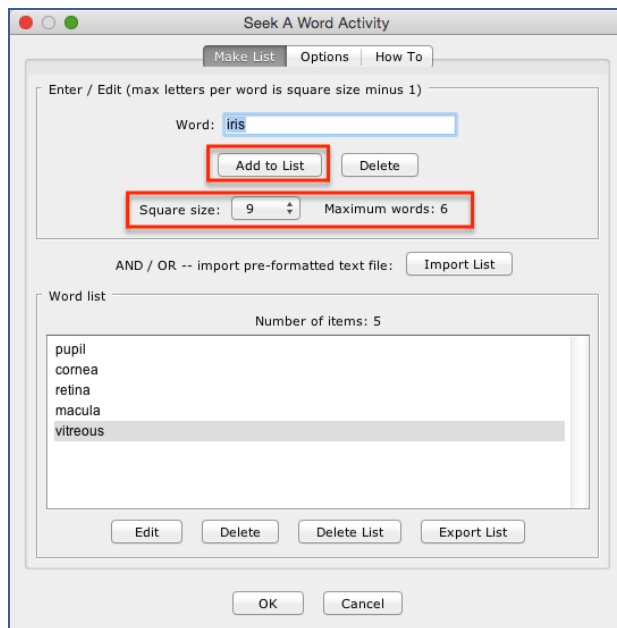 Seek A Word Activity
Make List Options How To
Enter / Edit (max letters per word is square size minus 1)
Word: iris
Add to List Delete
Square size: 9 Maximum words: 6
AND / OR -- import pre-formatted text file: Import List
Word list
Number of items: 5
pupil
cornea
retina
macula
vitreous
Edit Delete Delete List Export List
OK Cancel